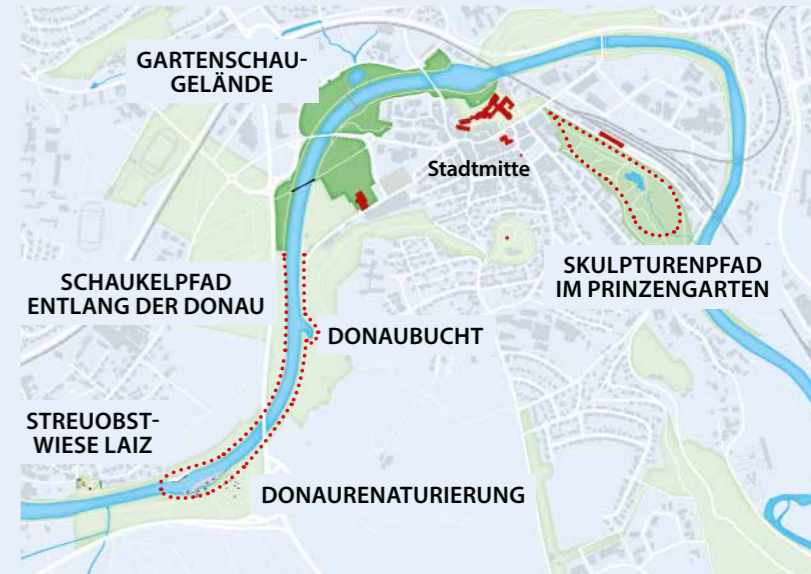 GARTENSCHAU-
GELÄNDE
Stadtmitte
SKULPTURENPFAD
IM PRINZENGARTEN
SCHAUKELPFAD
ENTLANG DER DONAU
DONAUBUCHT
STREUOBST-
WIESE LAIZ
DONAURENATURIERUNG